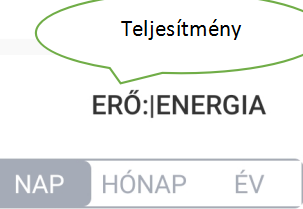 Teljesítmény
ERŐ:|ENERGIA
NAP HÓNAP ÉV